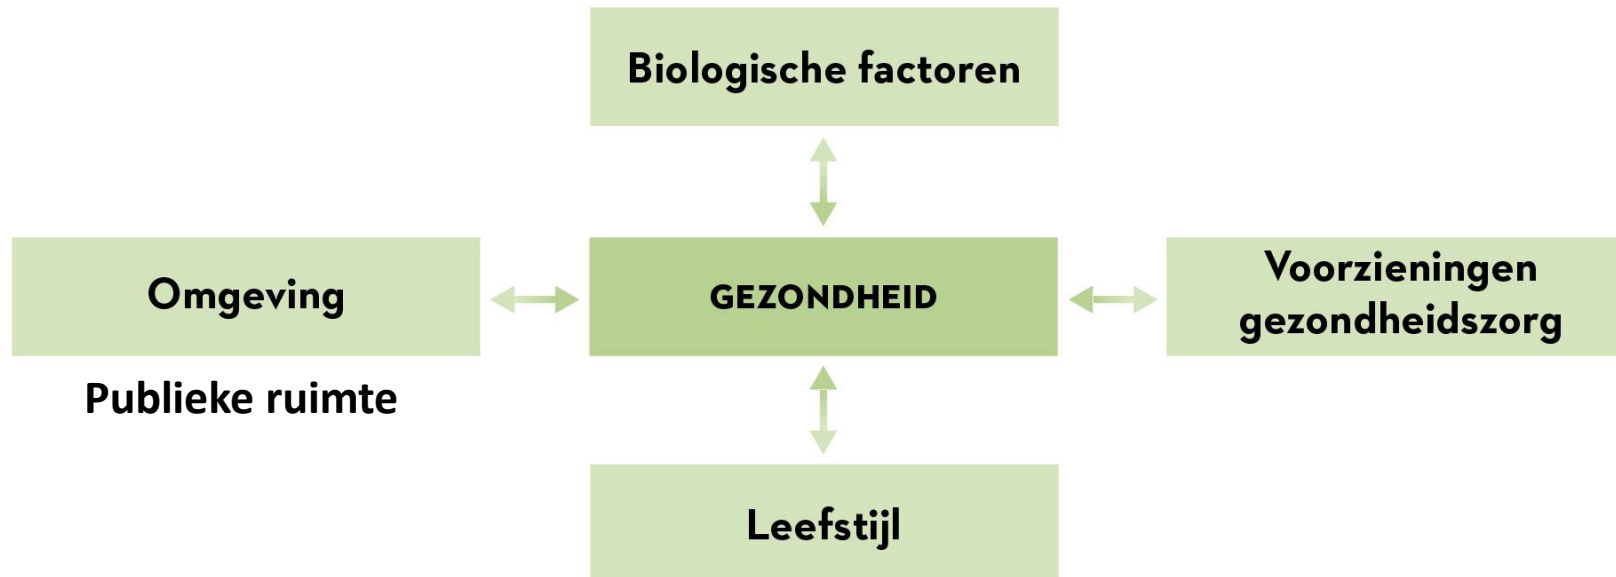 Biologische factoren
Omgeving
GEZONDHEID
Voorzieningen
gezondheidszorg
Publieke ruimte
Leefstijl